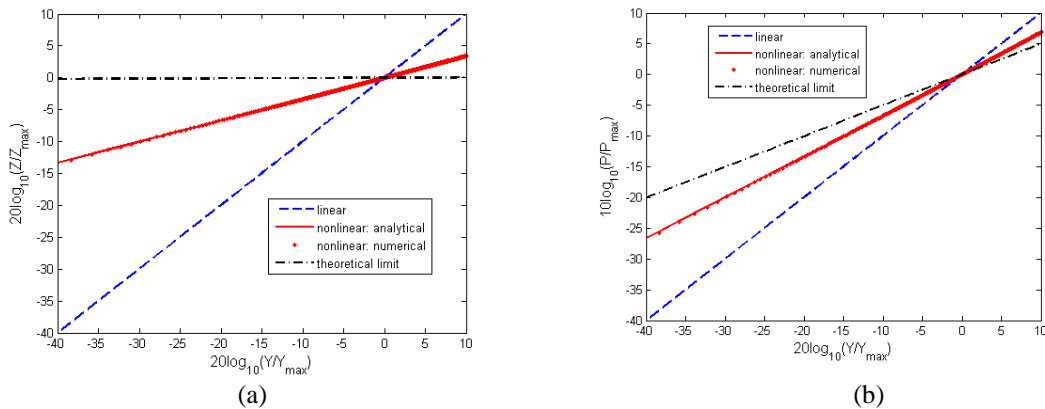 10
5
0
-5
-10
-15
-20
-25
-30
-35
-40
20log10(Z/Zmax)
linear
nonlinear: analytical
nonlinear: numerical
theoretical limit
-40 -35 -30 -25 -20 -15 -10 -5 0 5 10
20log10(Y/Ymax)
(a)
10
5
0
-5
-10
-15
-20
-25
-30
-35
-40
10log10(P/Pmax)
linear
nonlinear: analytical
nonlinear: numerical
theoretical limit
-40 -35 -30 -25 -20 -15 -10 -5 0 5 10
20log10(Y/Ymax)
(b)